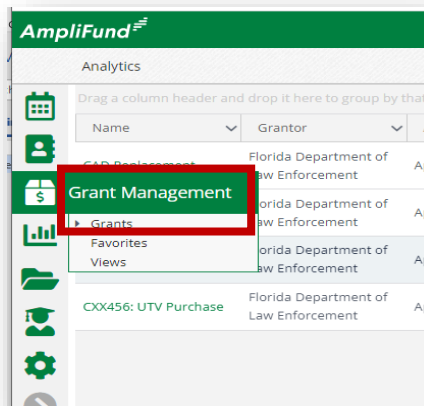 AmpliFund
Analytics
Drag a column header and drop it here to group by that
Name
Grantor
CAD Replacement
Florida Department of
Law Enforcement
Grant Management
Grants
Favorites
Views
Florida Department of
Law Enforcement
Florida Department of
Law Enforcement
CXX456: UTV Purchase
Florida Department of
Law Enforcement